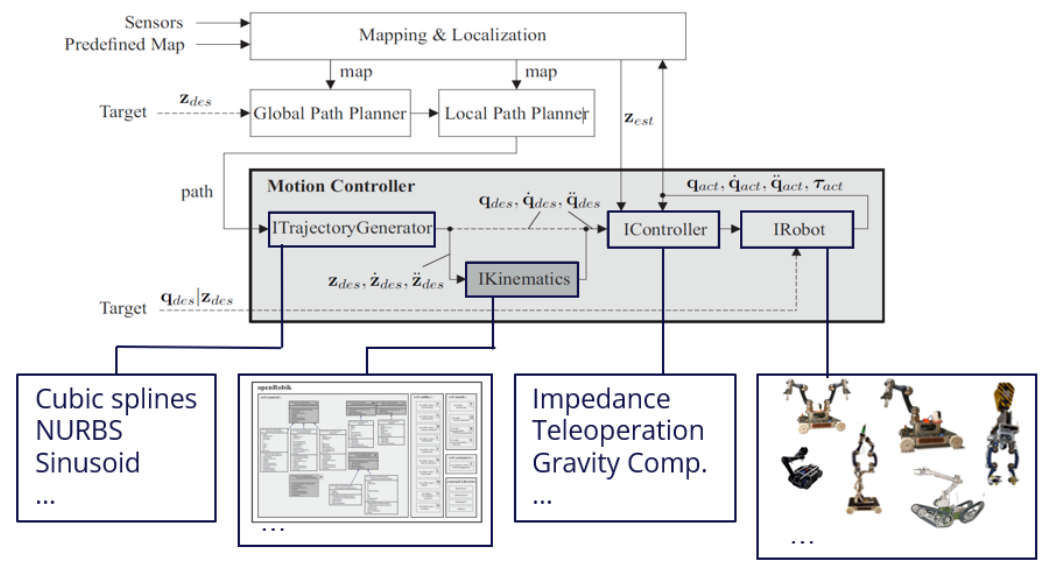 Sensors
Predefined Map
Mapping & Localization
map
map
Target
z_des
Global Path Planner
Local Path Planner
z_est
path
Motion Controller
q_act, q̇_act, q̈_act, τ_act
q_des, q̇_des, q̈_des
ITrajectoryGenerator
IController
IRobot
z_des, ż_des, z̈_des
IKinematics
Target
q_des|z_des
Cubic splines
NURBS
Sinusoid
...
openRobik
...
Impedance
Teleoperation
Gravity Comp.
...
...